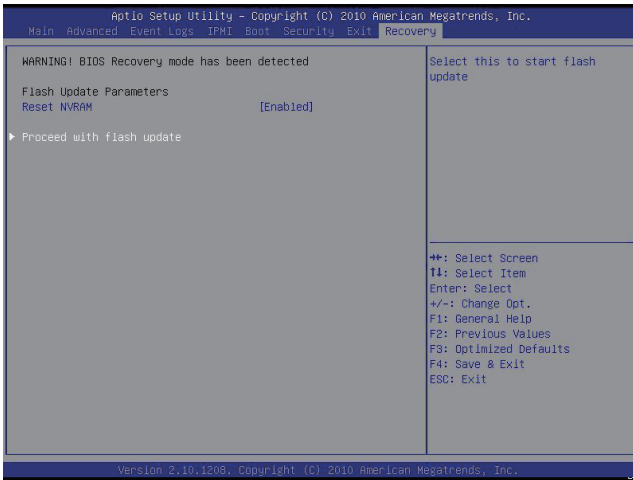 Aptio Setup Utility – Copyright (C) 2010 American Megatrends, Inc.
Main Advanced Event Logs IPMI Boot Security Exit Recovery
WARNING! BIOS Recovery mode has been detected
Flash Update Parameters
Reset NVRAM [Enabled]
▶ Proceed with flash update
Select this to start flash
update
→←: Select Screen
↑↓: Select Item
Enter: Select
+/-: Change Opt.
F1: General Help
F2: Previous Values
F3: Optimized Defaults
F4: Save & Exit
ESC: Exit
Version 2.10.1208. Copyright (C) 2010 American Megatrends, Inc.